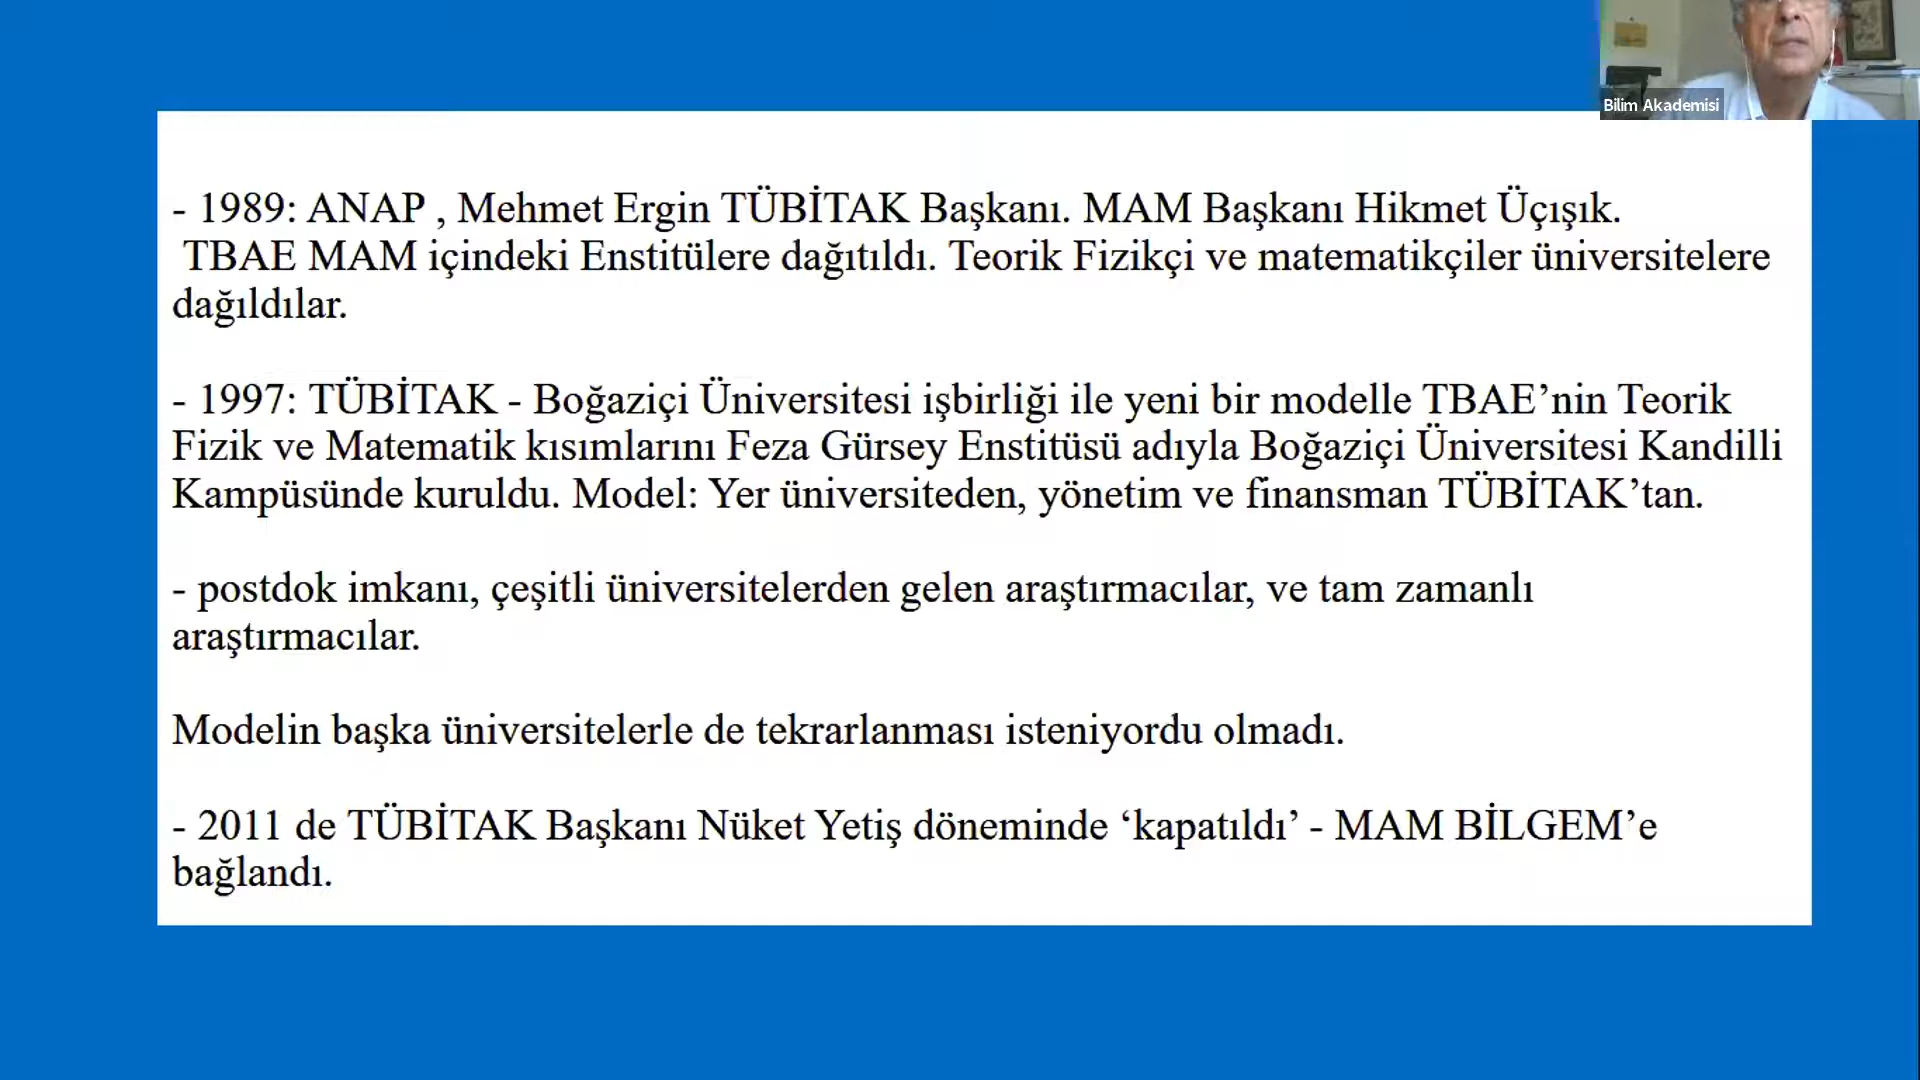 Bilim Akademisi
- 1989: ANAP , Mehmet Ergin TÜBİTAK Başkanı. MAM Başkanı Hikmet Üçışık.
TBAE MAM içindeki Enstitülere dağıtıldı. Teorik Fizikçi ve matematikçiler üniversitelere
dağıldılar.
- 1997: TÜBİTAK - Boğaziçi Üniversitesi işbirliği ile yeni bir modelle TBAE’nin Teorik
Fizik ve Matematik kısımlarını Feza Gürsey Enstitüsü adıyla Boğaziçi Üniversitesi Kandilli
Kampüsünde kuruldu. Model: Yer üniversiteden, yönetim ve finansman TÜBİTAK’tan.
- postdok imkanı, çeşitli üniversitelerden gelen araştırmacılar, ve tam zamanlı
araştırmacılar.
Modelin başka üniversitelerle de tekrarlanması isteniyordu olmadı.
- 2011 de TÜBİTAK Başkanı Nüket Yetiş döneminde ‘kapatıldı’ - MAM BİLGEM’e
bağlandı.